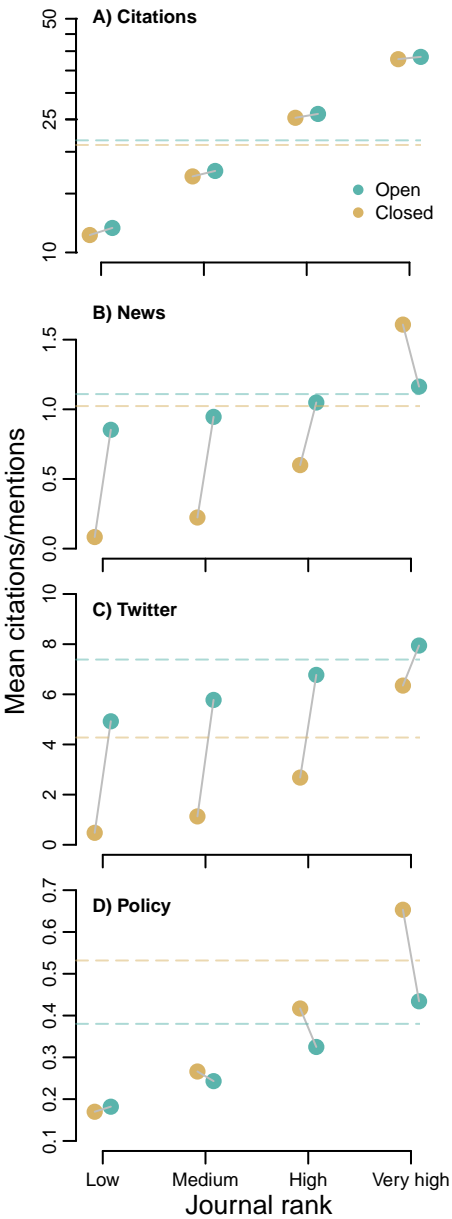 A) Citations
50
25
10
Open
Closed
B) News
1.5
1.0
0.5
0.0
C) Twitter
10
8
6
4
2
0
D) Policy
0.7
0.6
0.5
0.4
0.3
0.2
0.1
Mean citations/mentions
Low Medium High Very high
Journal rank